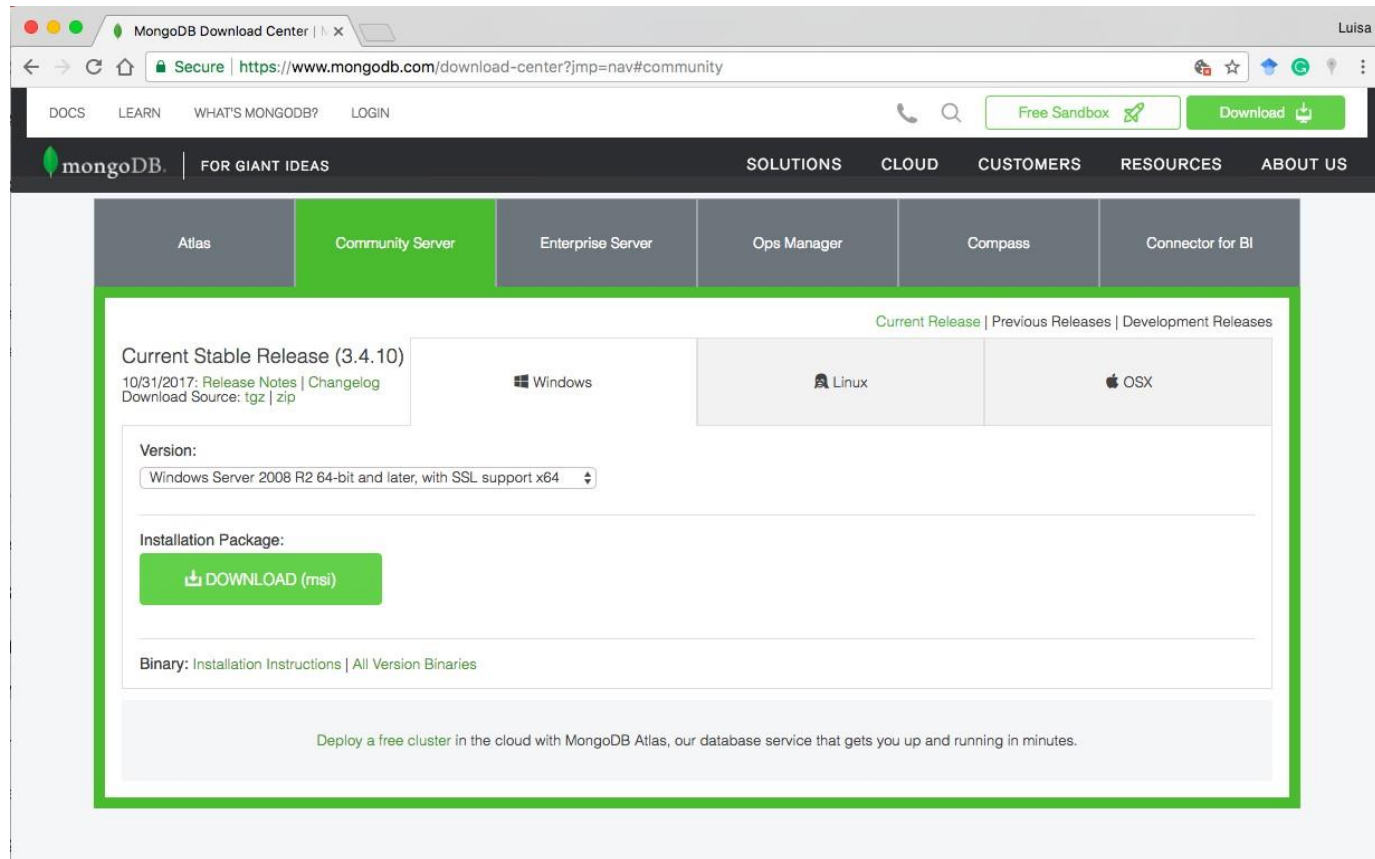 MongoDB Download Center | M
Luisa
Secure | https://www.mongodb.com/download-center?jmp=nav#community
DOCS LEARN WHAT'S MONGODB? LOGIN Free Sandbox Download
mongoDB. FOR GIANT IDEAS SOLUTIONS CLOUD CUSTOMERS RESOURCES ABOUT US
Atlas Community Server Enterprise Server Ops Manager Compass Connector for BI
Current Release | Previous Releases | Development Releases
Current Stable Release (3.4.10)
10/31/2017: Release Notes | Changelog
Download Source: tgz | zip
Windows Linux OSX
Version:
Windows Server 2008 R2 64-bit and later, with SSL support x64
Installation Package:
DOWNLOAD (msi)
Binary: Installation Instructions | All Version Binaries
Deploy a free cluster in the cloud with MongoDB Atlas, our database service that gets you up and running in minutes.